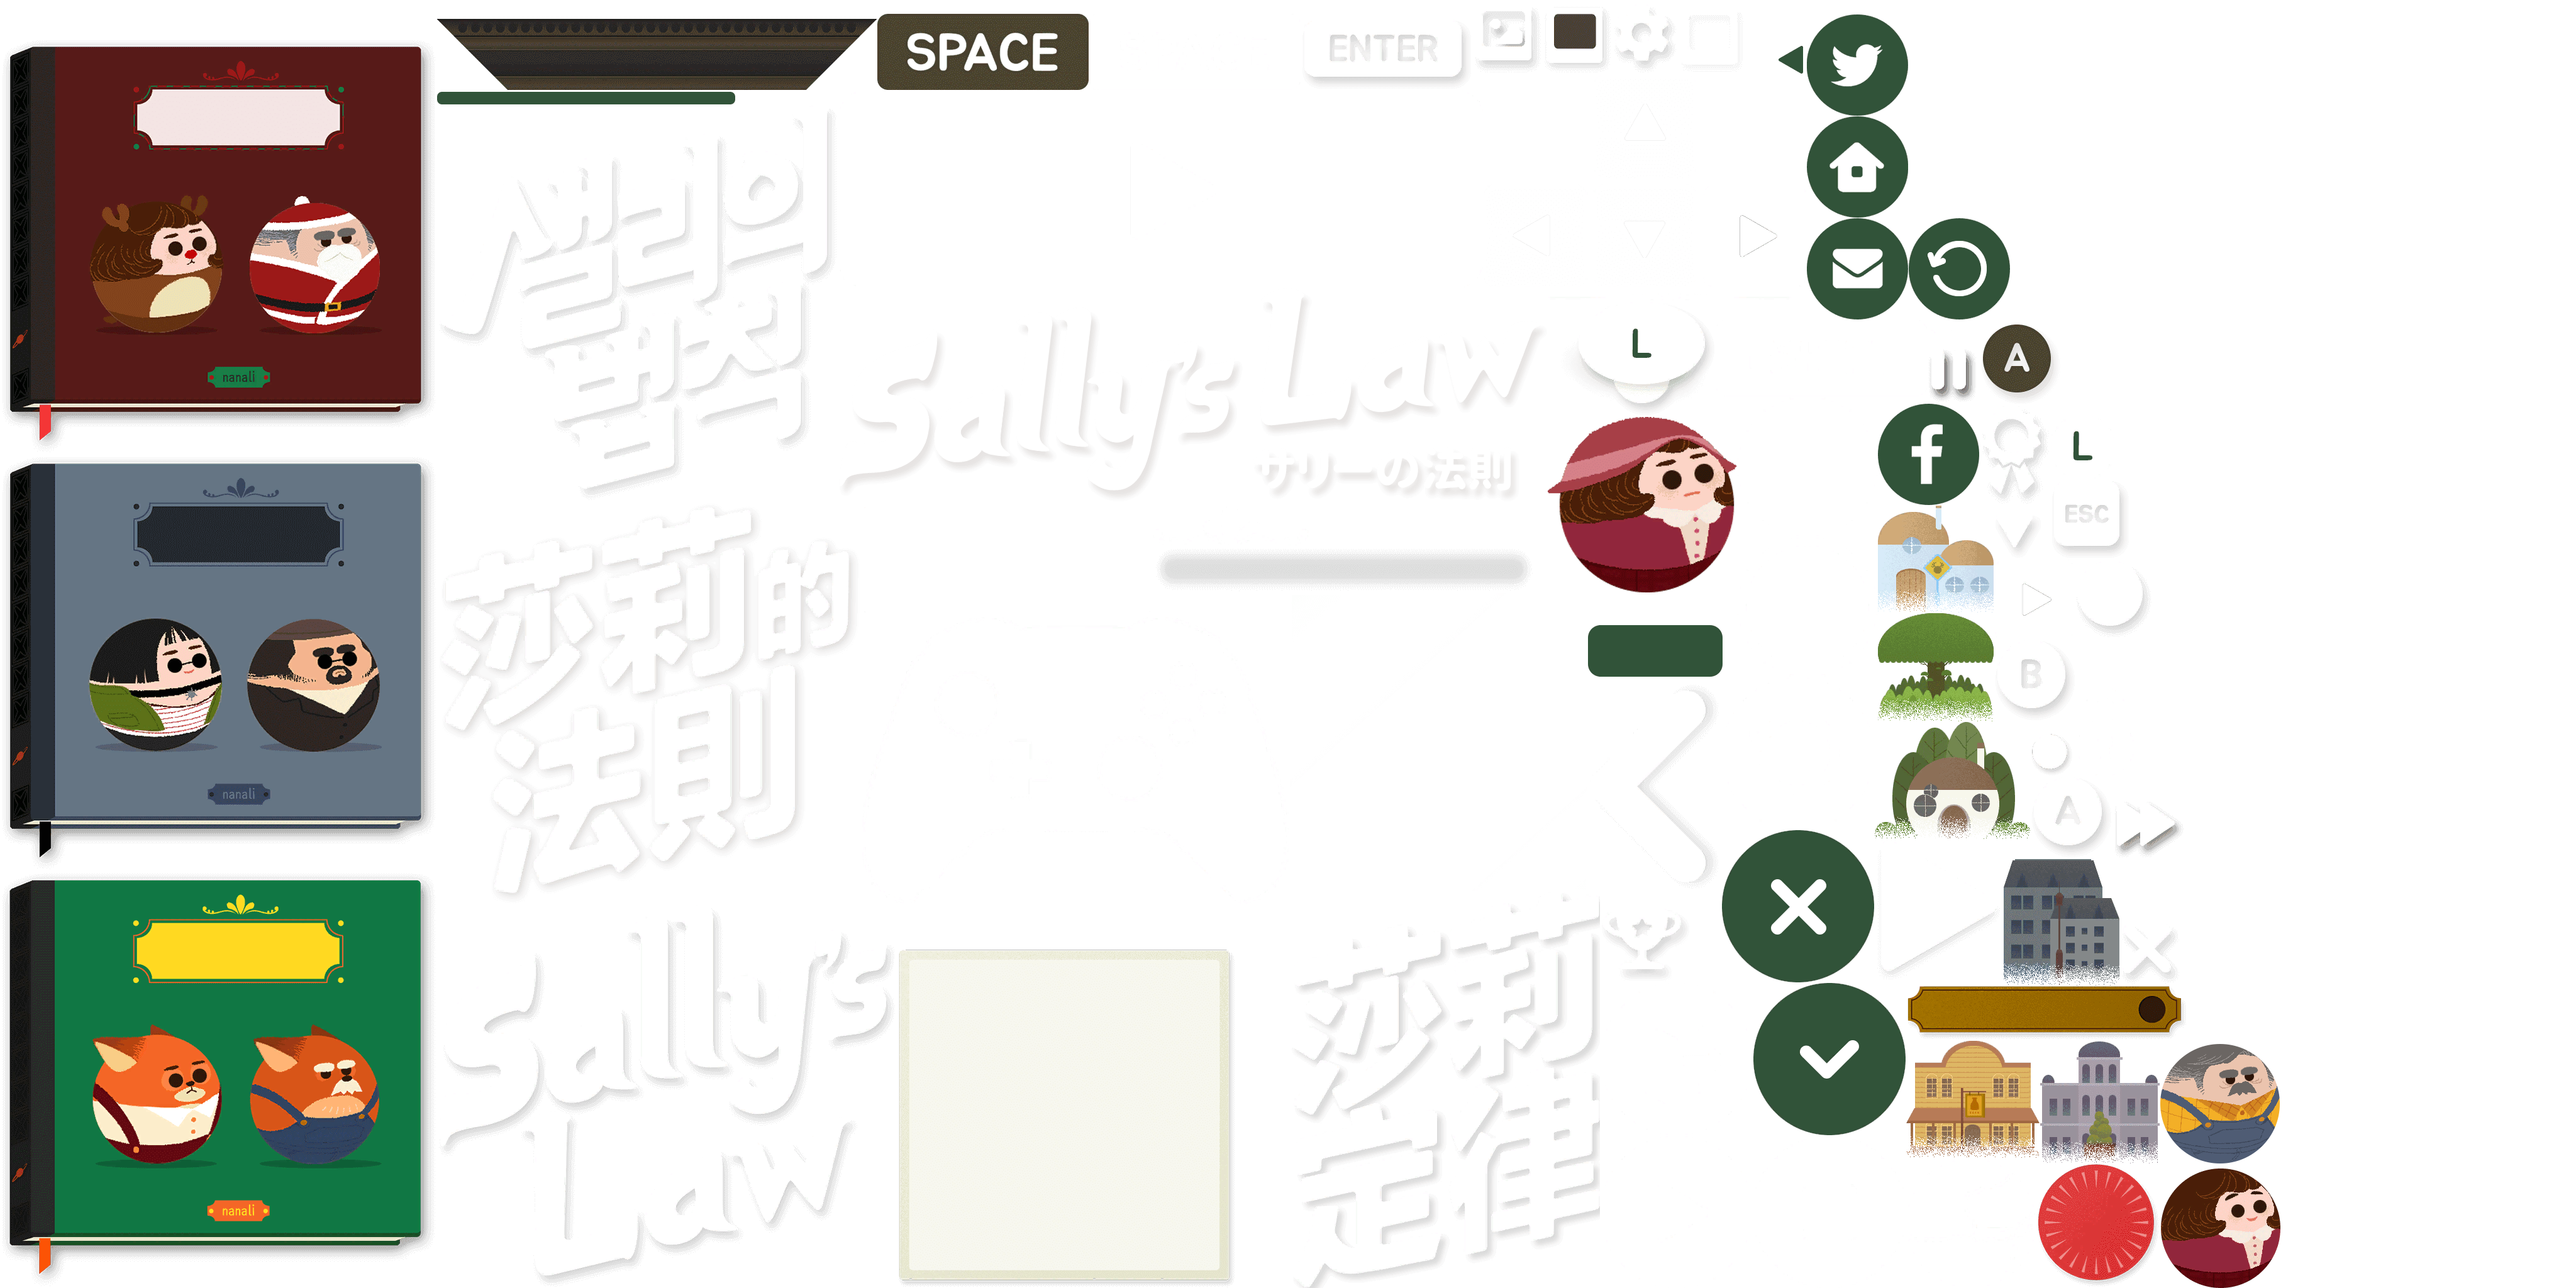 SPACE
ENTER
샐리의
법칙
Sally's Law
サリーの法則
L
A
L
ESC
nanali
莎莉的
法則
B
A
nanali
Sally's
Law
莎莉
定律
nanali